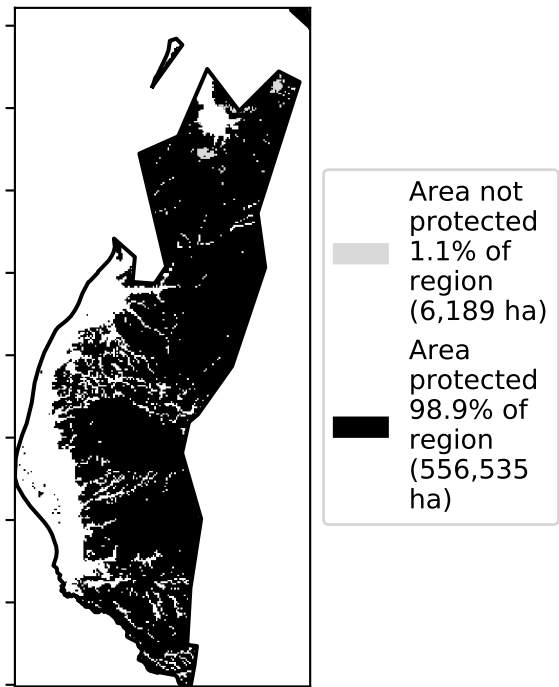 Area not
protected
1.1% of
region
(6,189 ha)
Area
protected
98.9% of
region
(556,535
ha)